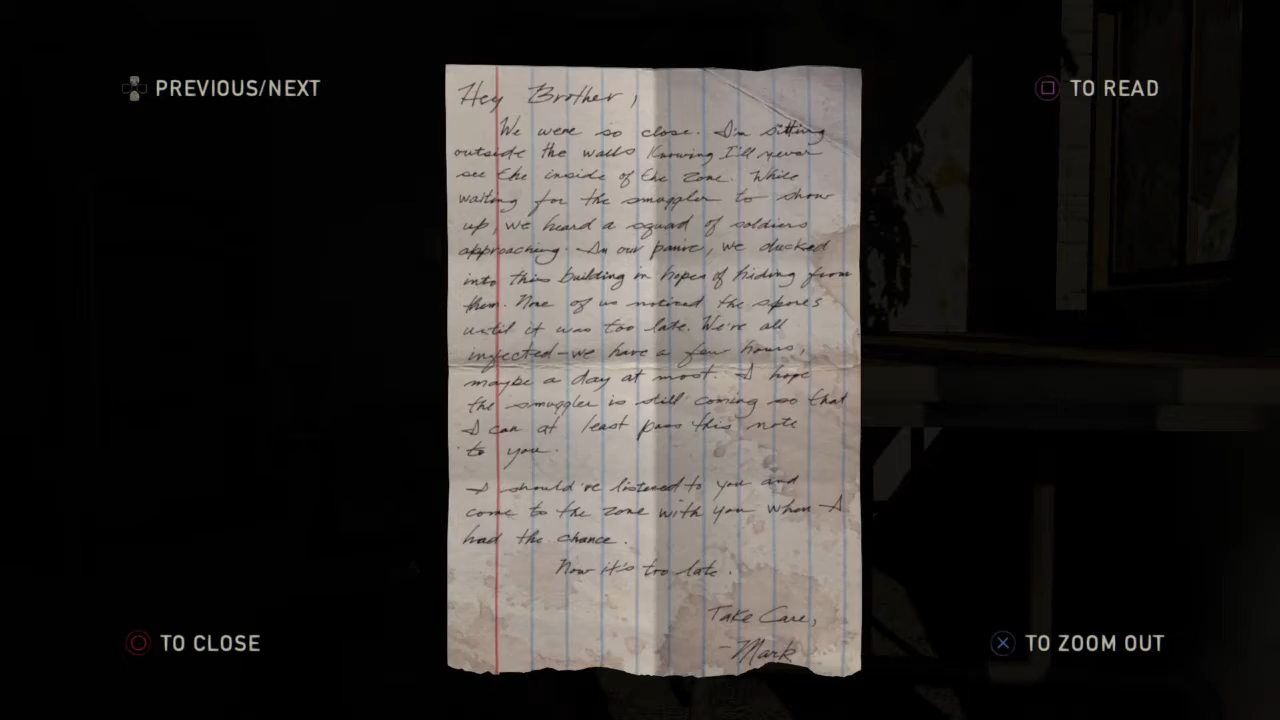 PREVIOUS/NEXT
TO READ
Hey Brother,
We were so close. I'm sitting
outside the walls knowing I'll never
see the inside of the zone. While
waiting for the smuggler to show
up, we heard a squad of soldiers
approaching. In our panic, we ducked
into this building in hopes of hiding from
them. None of us noticed the spores
until it was too late. We're all
infected - we have a few hours,
maybe a day at most. I hope
the smuggler is still coming so that
I can at least pass this note
to you.
I should've listened to you and
come to the zone with you when I
had the chance.
Now it's too late.
Take Care,
-Mark
TO CLOSE
TO ZOOM OUT